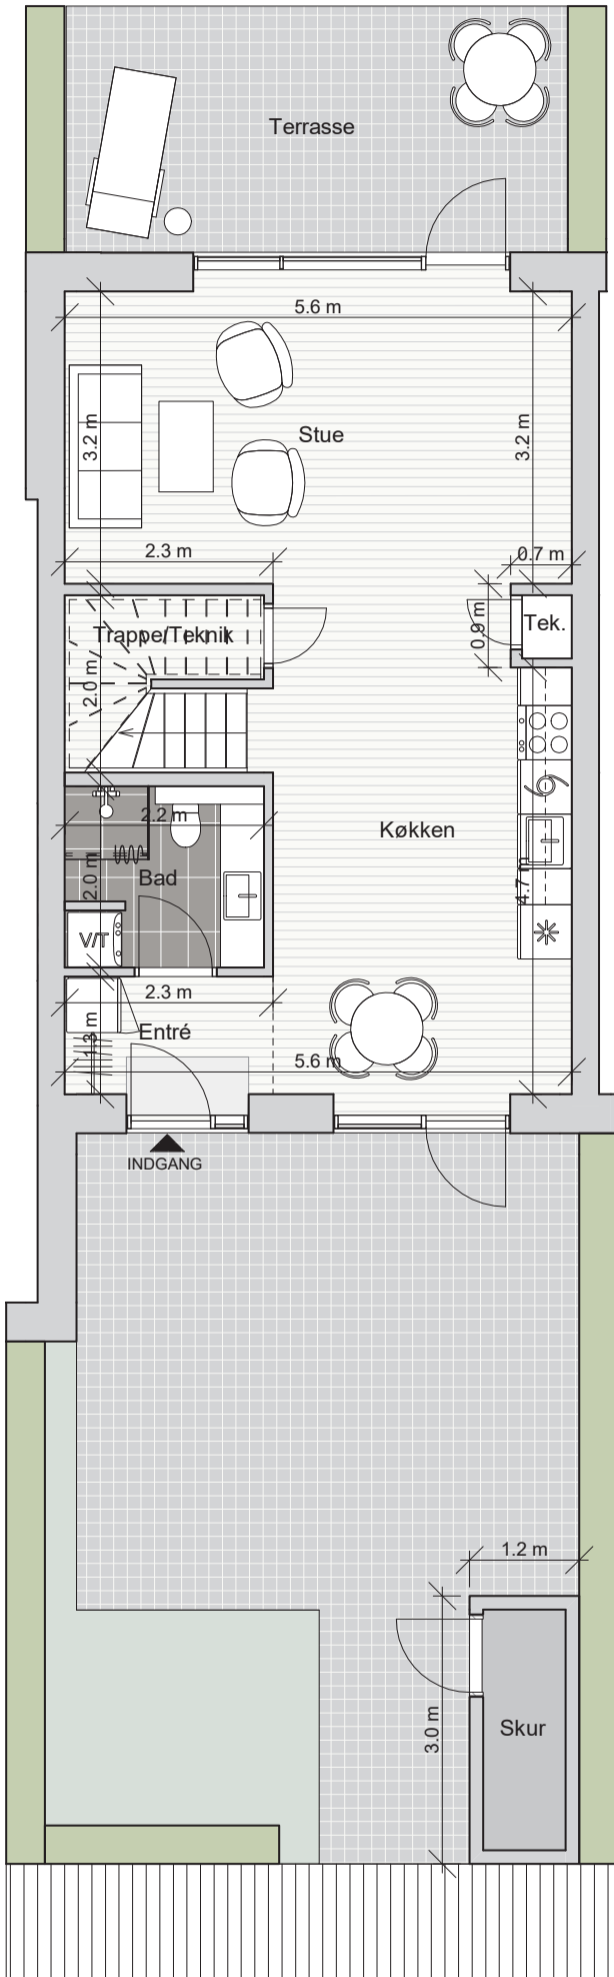 Terrasse
5.6 m
Stue
3.2 m
3.2 m
2.3 m
0.7 m
Trappe/Teknik
0.9 m
Tek.
2.0 m
2.2 m
Køkken
Bad
2.0 m
4.7 m
V/T
2.3 m
Entré
1.3 m
5.6 m
INDGANG
1.2 m
3.0 m
Skur